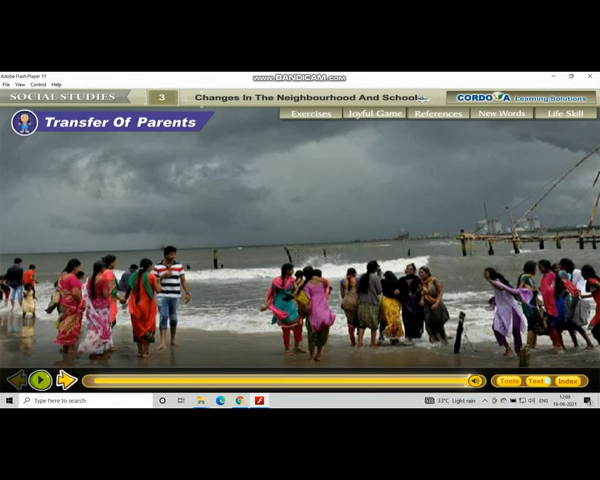 Adobe Flash Player 11
www.BANDICAM.com
File View Control Help
SOCIAL STUDIES 3 Changes In The Neighbourhood And School CORDOVA Learning Solutions
Exercises Joyful Game References New Words Life Skill
Transfer Of Parents
Tools Text Index
Type here to search
33°C Light rain ENG 12:09
16-06-2021